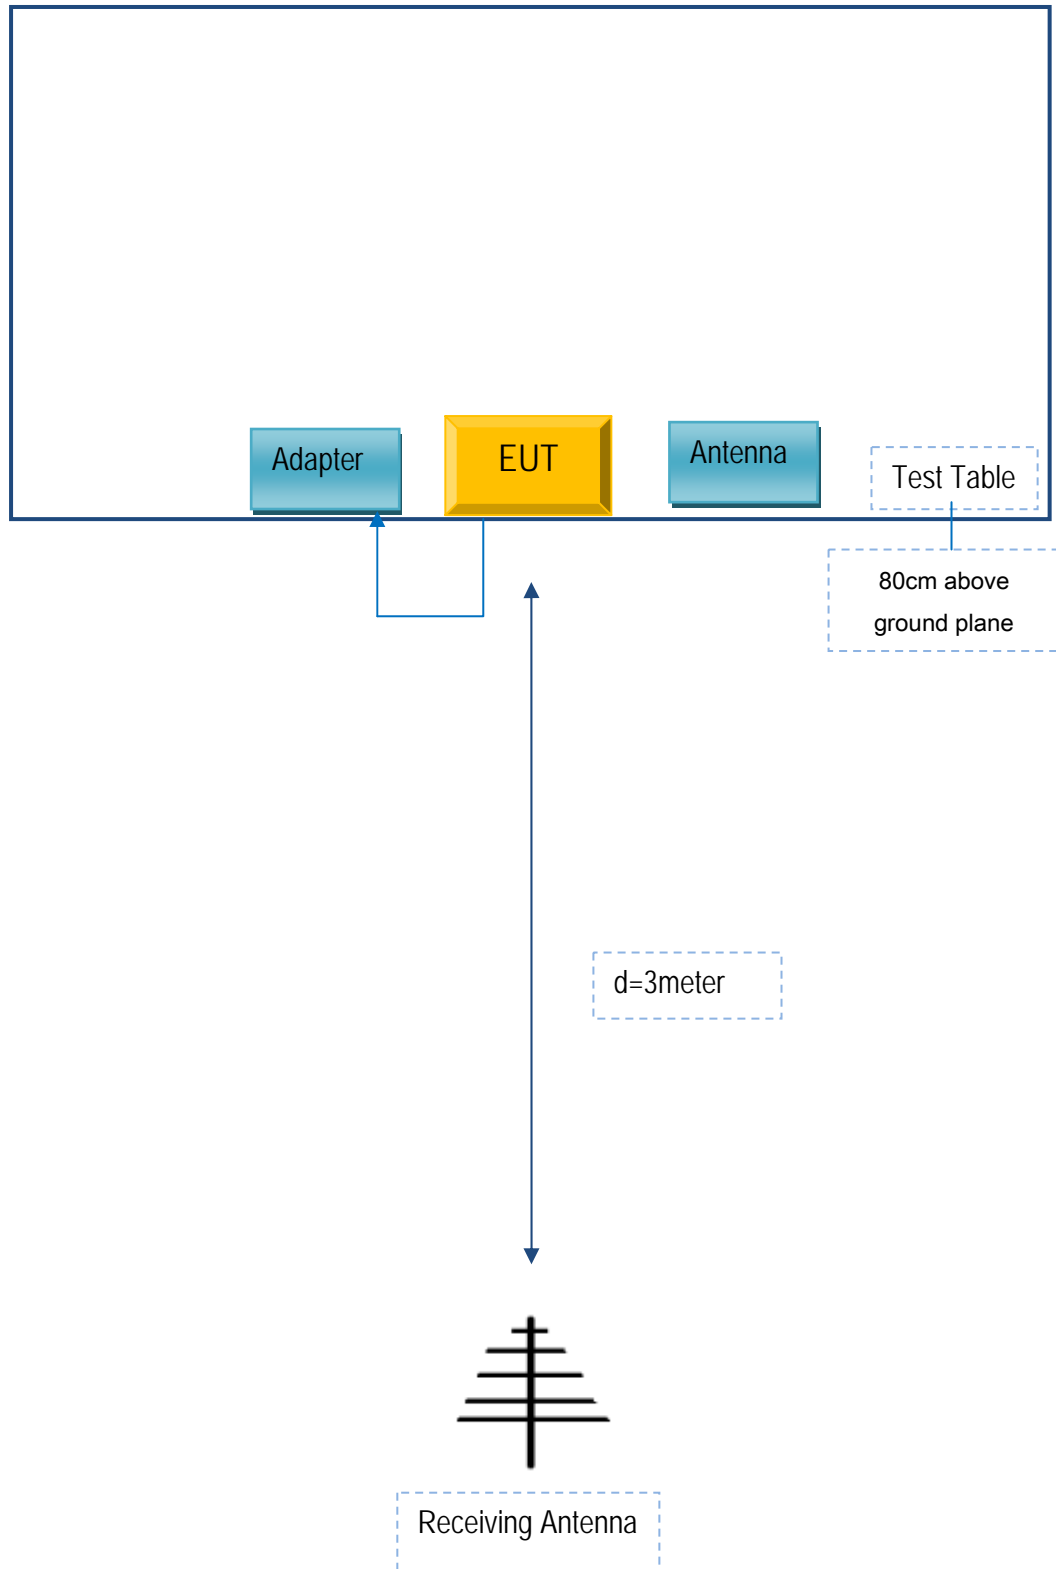 Adapter
EUT
Antenna
Test Table
80cm above
ground plane
d=3meter
Receiving Antenna